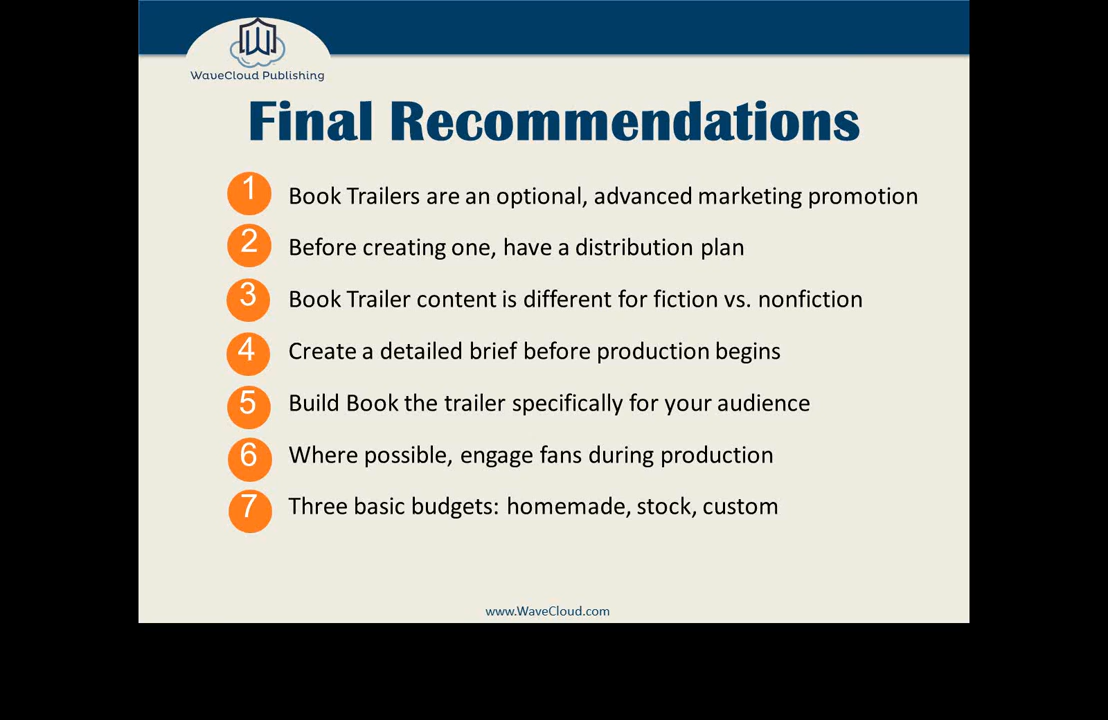 WaveCloud Publishing
Final Recommendations
1 Book Trailers are an optional, advanced marketing promotion
2 Before creating one, have a distribution plan
3 Book Trailer content is different for fiction vs. nonfiction
4 Create a detailed brief before production begins
5 Build Book the trailer specifically for your audience
6 Where possible, engage fans during production
7 Three basic budgets: homemade, stock, custom
www.WaveCloud.com